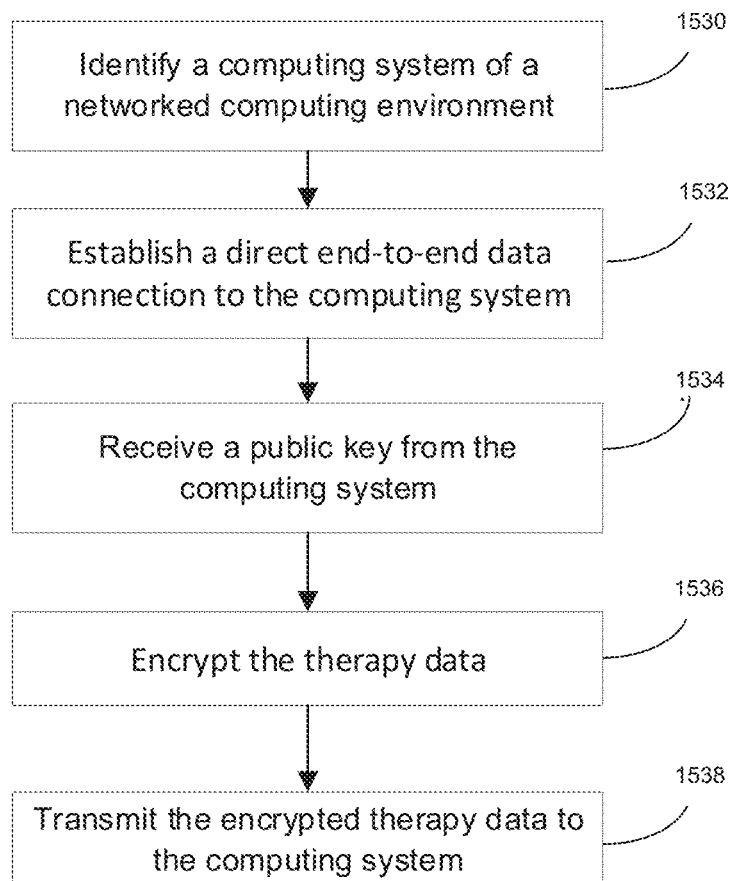 1530
Identify a computing system of a
networked computing environment
1532
Establish a direct end-to-end data
connection to the computing system
1534
Receive a public key from the
computing system
1536
Encrypt the therapy data
1538
Transmit the encrypted therapy data to
the computing system